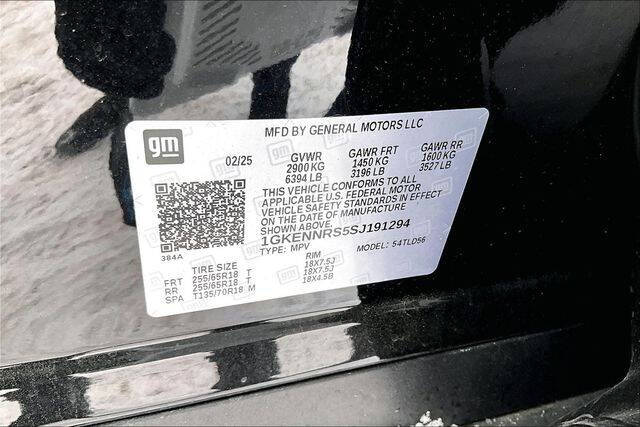 gm
MFD BY GENERAL MOTORS LLC
02/25
GVWR GAWR FRT GAWR RR
2900 KG 1450 KG 1600 KG
6394 LB 3196 LB 3527 LB
THIS VEHICLE CONFORMS TO ALL
APPLICABLE U.S. FEDERAL MOTOR
VEHICLE SAFETY STANDARDS IN EFFECT
ON THE DATE OF MANUFACTURE
SHOWN ABOVE.
1GKENNRS5SJ191294
TYPE: MPV MODEL: 54TLD56
384A
TIRE SIZE RIM
FRT 255/65R18 T 18X7.5J
RR 255/65R18 T 18X7.5J
SPA T135/70R18 M 18X4.5B